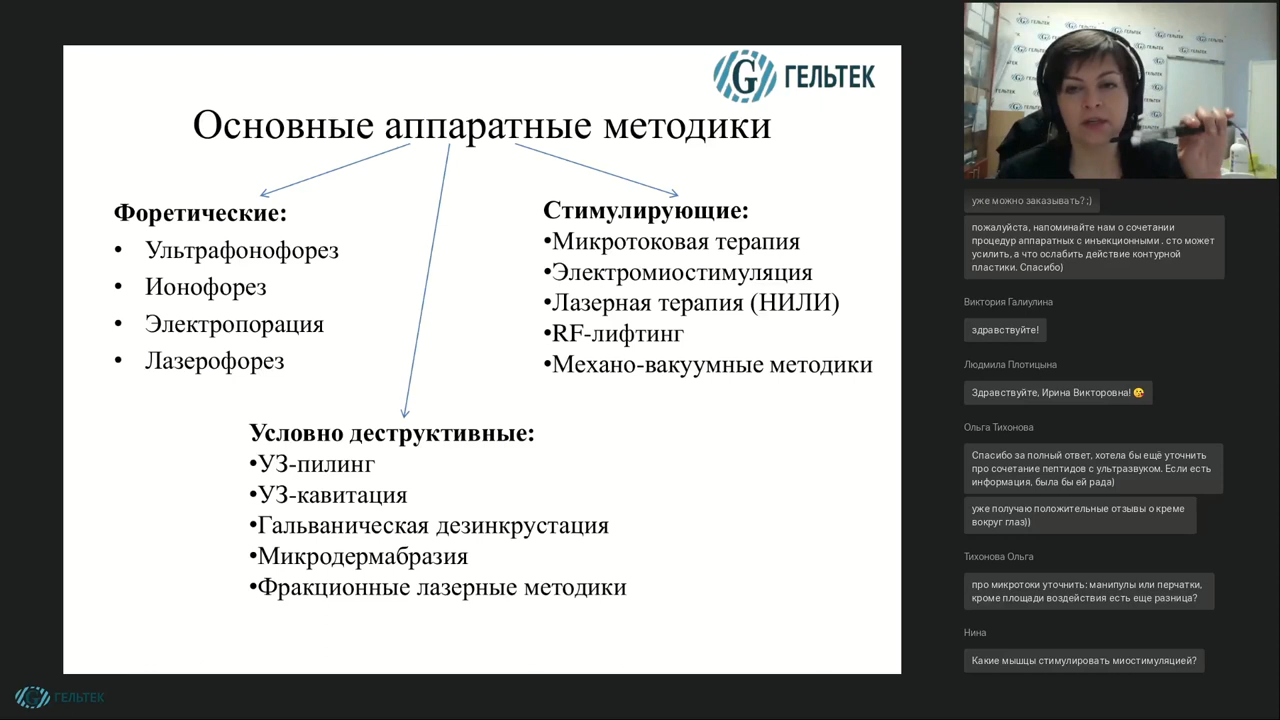 ГЕЛЬТЕК
Основные аппаратные методики
Форетические:
• Ультрафонофорез
• Ионофорез
• Электропорация
• Лазерофорез
Стимулирующие:
•Микротоковая терапия
•Электромиостимуляция
•Лазерная терапия (НИЛИ)
•RF-лифтинг
•Механо-вакуумные методики
Условно деструктивные:
•УЗ-пилинг
•УЗ-кавитация
•Гальваническая дезинкрустация
•Микродермабразия
•Фракционные лазерные методики
ГЕЛЬТЕК
уже можно заказывать? ;)
пожалуйста, напоминайте нам о сочетании
процедур аппаратных с инъекционными . сто может
усилить, а что ослабить действие контурной
пластики. Спасибо)
Виктория Галиулина
здравствуйте!
Людмила Плотицына
Здравствуйте, Ирина Викторовна! 😘
Ольга Тихонова
Спасибо за полный ответ, хотела бы ещё уточнить
про сочетание пептидов с ультразвуком. Если есть
информация, была бы ей рада)
уже получаю положительные отзывы о креме
вокруг глаз))
Тихонова Ольга
про микротоки уточнить: манипулы или перчатки,
кроме площади воздействия есть еще разница?
Нина
Какие мышцы стимулировать миостимуляцией?